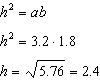 h² = ab
h² = 3.2 · 1.8
h = √5.76 = 2.4